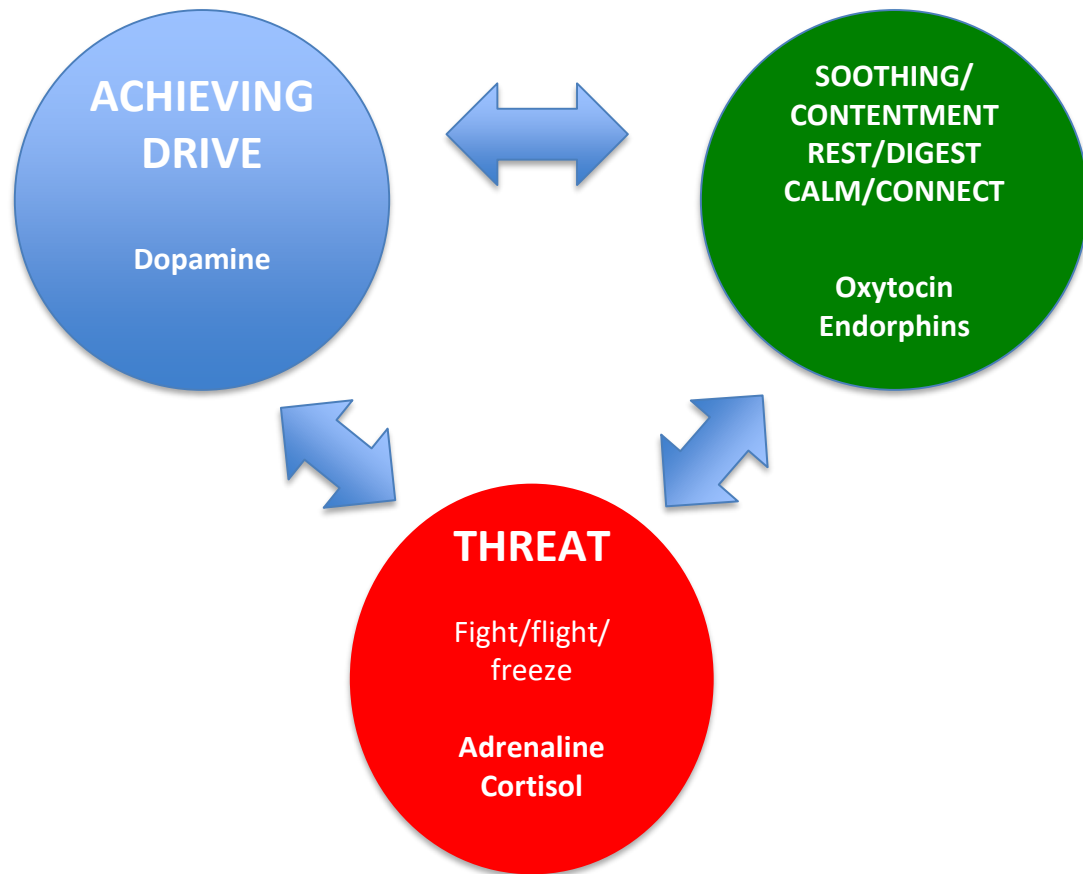 ACHIEVING
DRIVE
Dopamine
SOOTHING/
CONTENTMENT
REST/DIGEST
CALM/CONNECT
Oxytocin
Endorphins
THREAT
Fight/flight/
freeze
Adrenaline
Cortisol